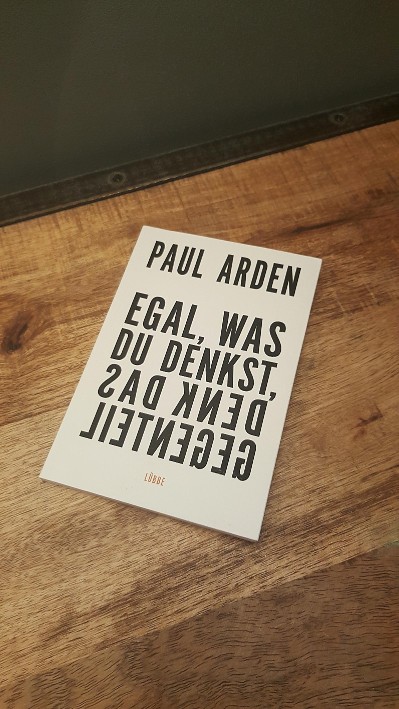 PAUL ARDEN
EGAL, WAS
DU DENKST,
DENK DAS
GEGENTEIL
LÜBBE